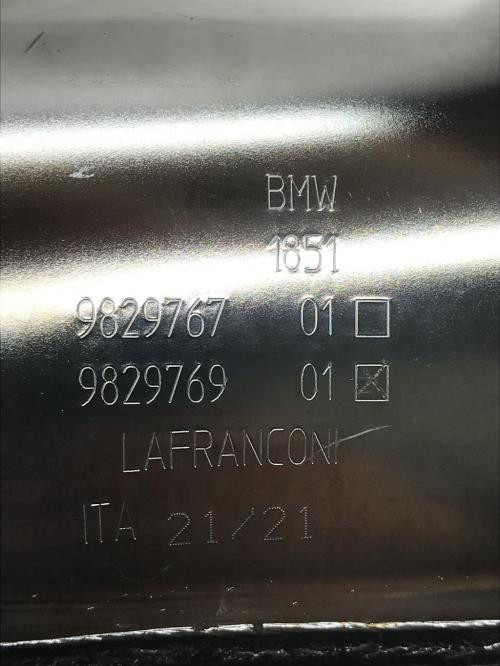 BMW
1851
9829767 01 ☐
9829769 01 ☒
LAFRANCONI
ITA 21/21